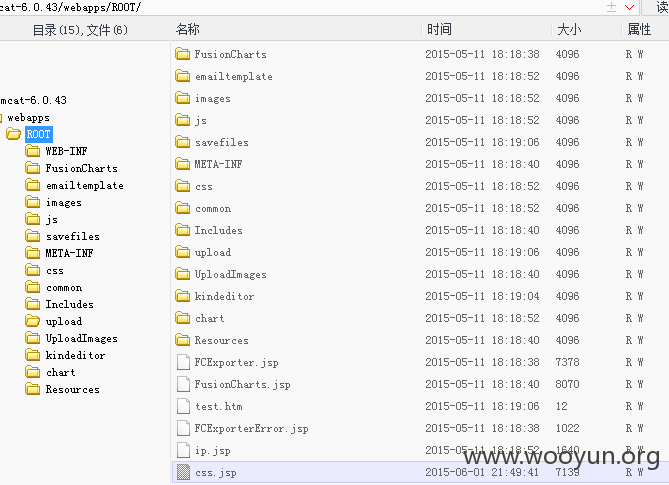 cat-6.0.43/webapps/ROOT/
读
目录(15),文件(6)
名称 时间 大小 属性
mcat-6.0.43
webapps
ROOT
WEB-INF
FusionCharts
emailtemplate
images
js
savefiles
META-INF
css
common
Includes
upload
UploadImages
kindeditor
chart
Resources
FusionCharts 2015-05-11 18:18:38 4096 R W
emailtemplate 2015-05-11 18:18:52 4096 R W
images 2015-05-11 18:18:52 4096 R W
js 2015-05-11 18:18:52 4096 R W
savefiles 2015-05-11 18:19:06 4096 R W
META-INF 2015-05-11 18:18:40 4096 R W
css 2015-05-11 18:18:52 4096 R W
common 2015-05-11 18:18:52 4096 R W
Includes 2015-05-11 18:18:40 4096 R W
upload 2015-05-11 18:19:06 4096 R W
UploadImages 2015-05-11 18:18:40 4096 R W
kindeditor 2015-05-11 18:19:04 4096 R W
chart 2015-05-11 18:18:52 4096 R W
Resources 2015-05-11 18:18:40 4096 R W
FCExporter.jsp 2015-05-11 18:18:38 7378 R W
FusionCharts.jsp 2015-05-11 18:18:40 8070 R W
test.htm 2015-05-11 18:19:06 12 R W
FCExporterError.jsp 2015-05-11 18:18:38 1022 R W
ip.jsp 2015-05-11 18:18:52 1640 R W
css.jsp 2015-06-01 21:49:41 7139 R W
www.wooyun.org